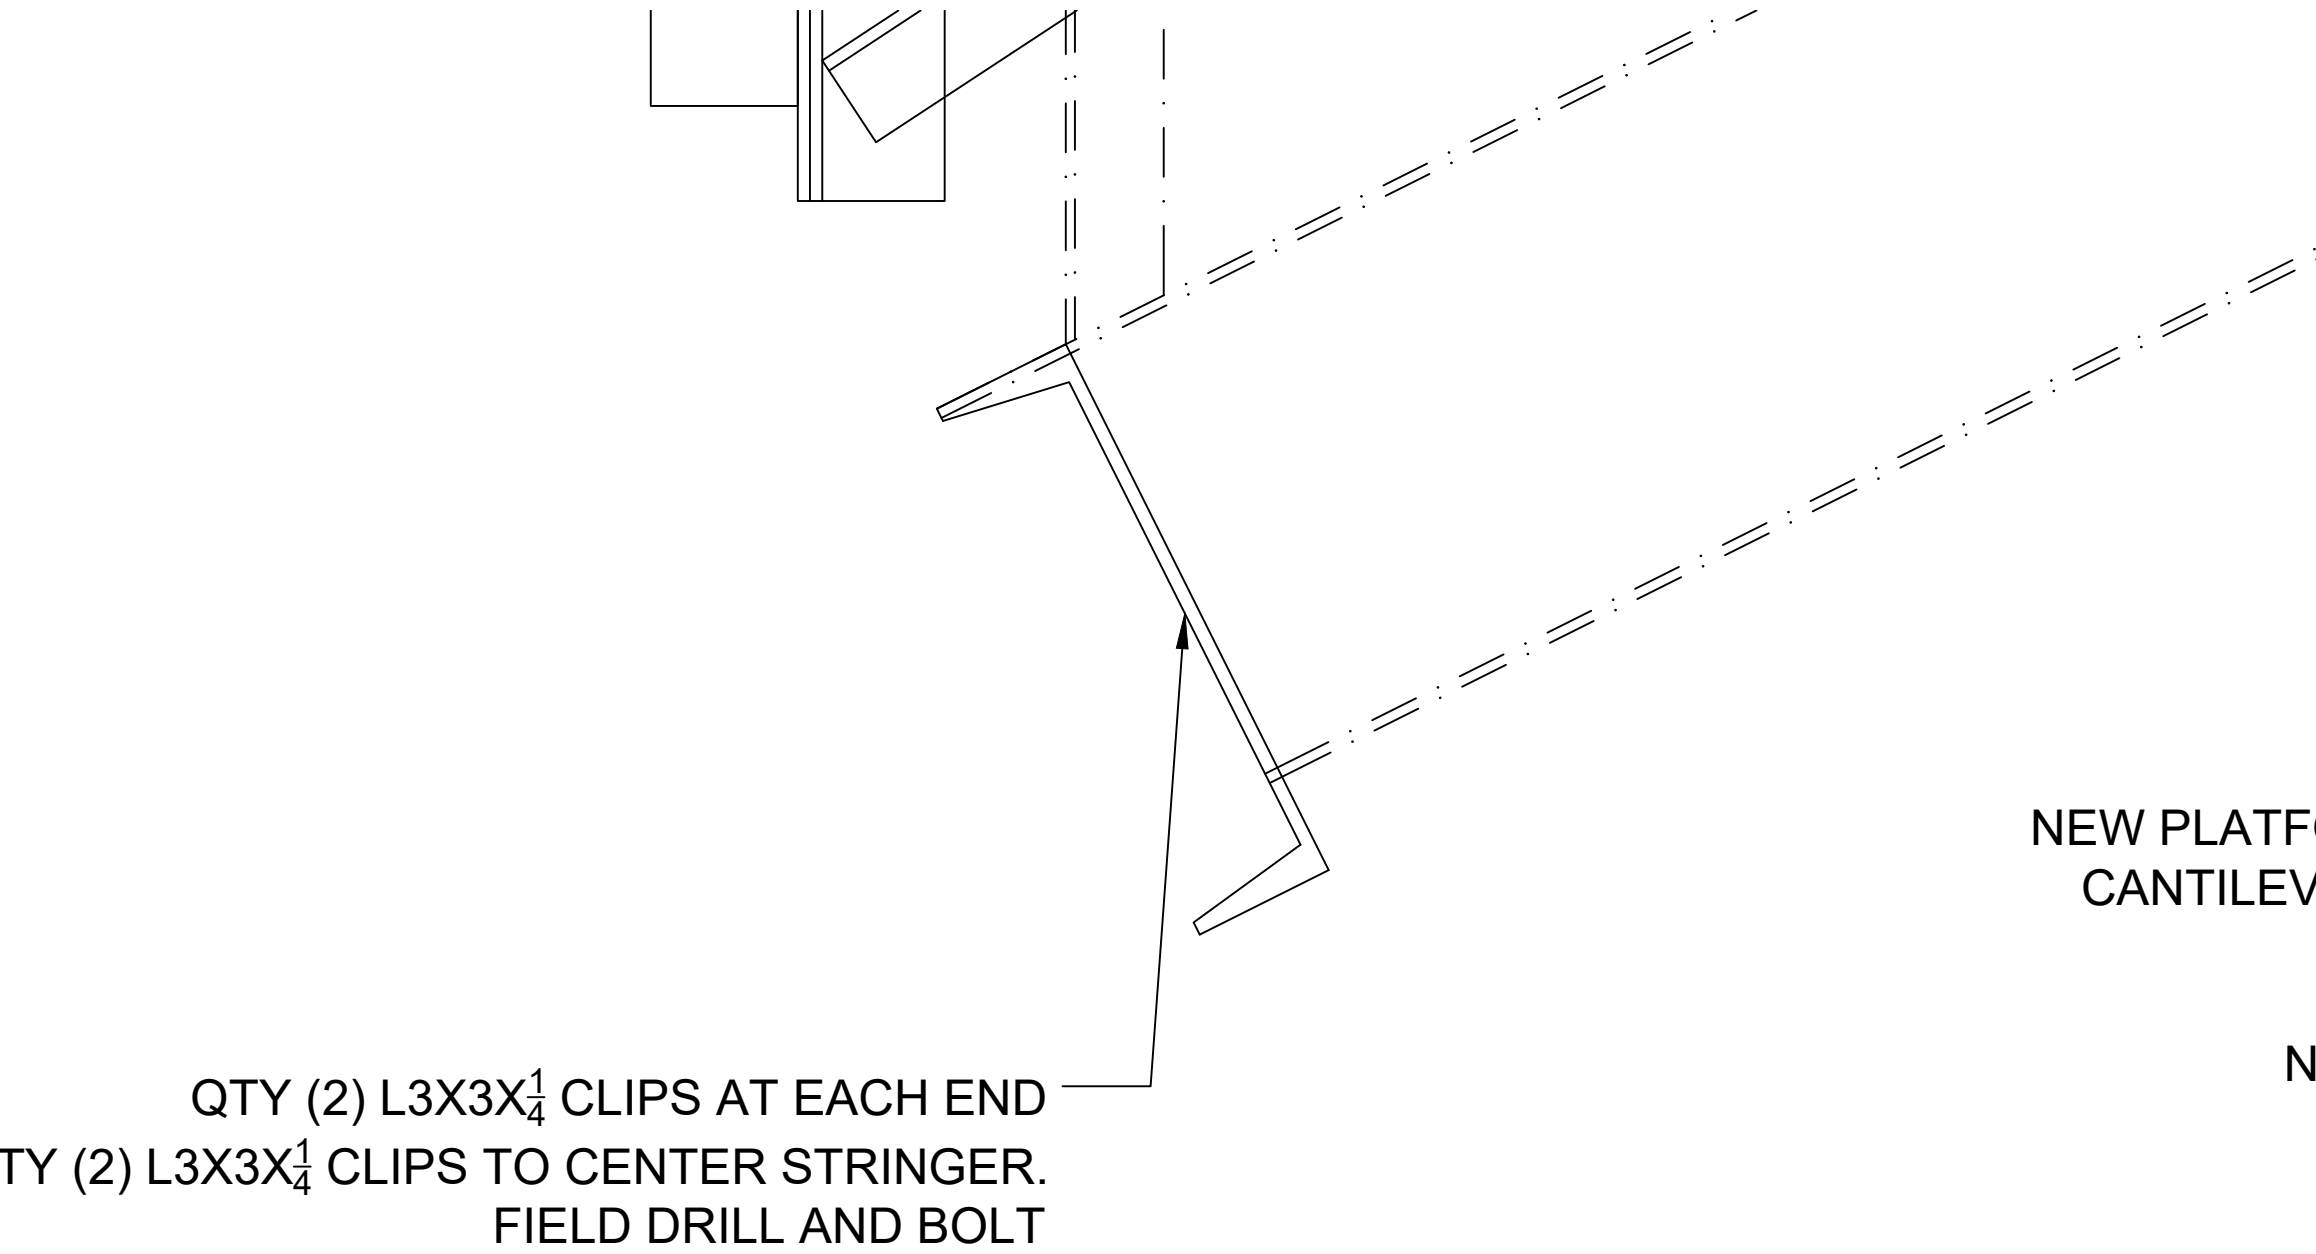 NEW PLATF
CANTILEV
N
QTY (2) L3X3X1/4 CLIPS AT EACH END
TY (2) L3X3X1/4 CLIPS TO CENTER STRINGER.
FIELD DRILL AND BOLT